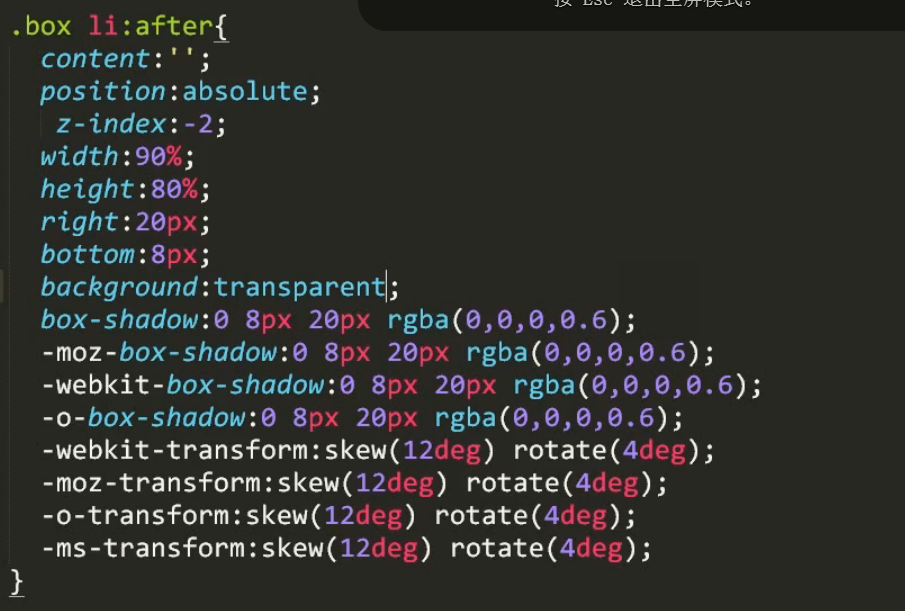 按 Esc 退出全屏模式。
.box li:after{
content:'';
position:absolute;
z-index:-2;
width:90%;
height:80%;
right:20px;
bottom:8px;
background:transparent;
box-shadow:0 8px 20px rgba(0,0,0,0.6);
-moz-box-shadow:0 8px 20px rgba(0,0,0,0.6);
-webkit-box-shadow:0 8px 20px rgba(0,0,0,0.6);
-o-box-shadow:0 8px 20px rgba(0,0,0,0.6);
-webkit-transform:skew(12deg) rotate(4deg);
-moz-transform:skew(12deg) rotate(4deg);
-o-transform:skew(12deg) rotate(4deg);
-ms-transform:skew(12deg) rotate(4deg);
}